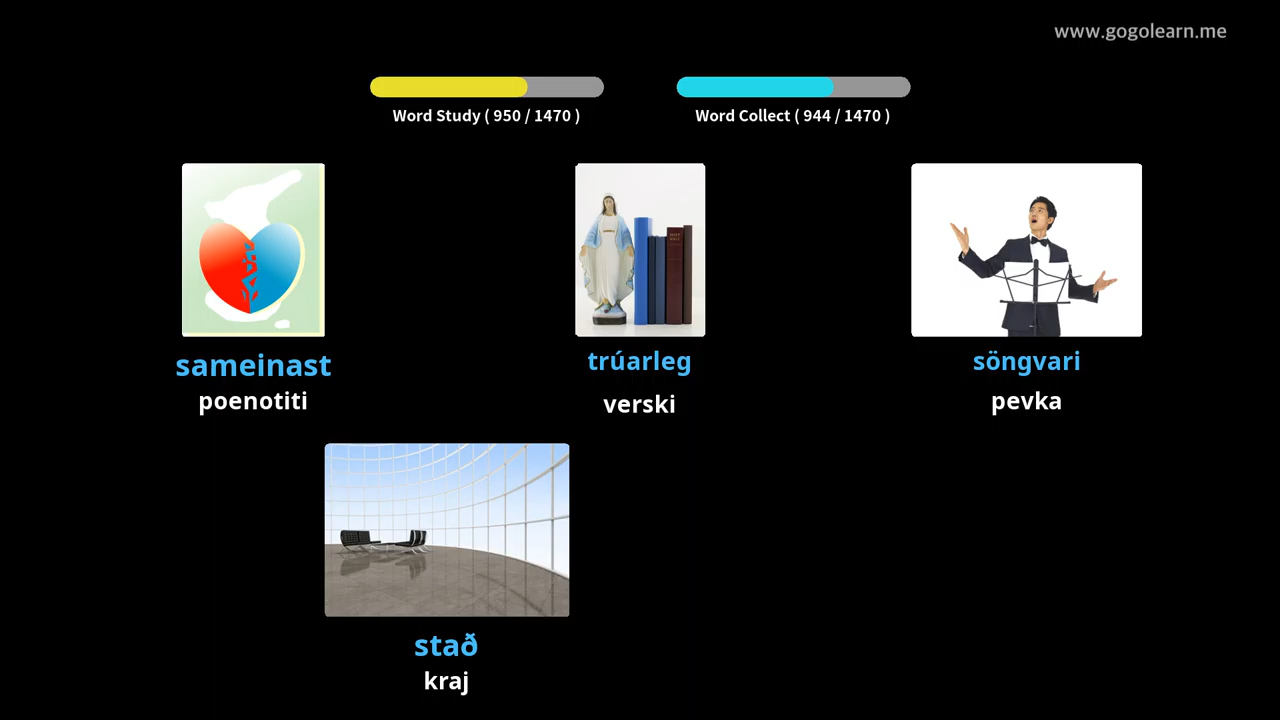 www.gogolearn.me
Word Study ( 950 / 1470 )
Word Collect ( 944 / 1470 )
sameinast
poenotiti
trúarleg
verski
söngvari
pevka
stað
kraj